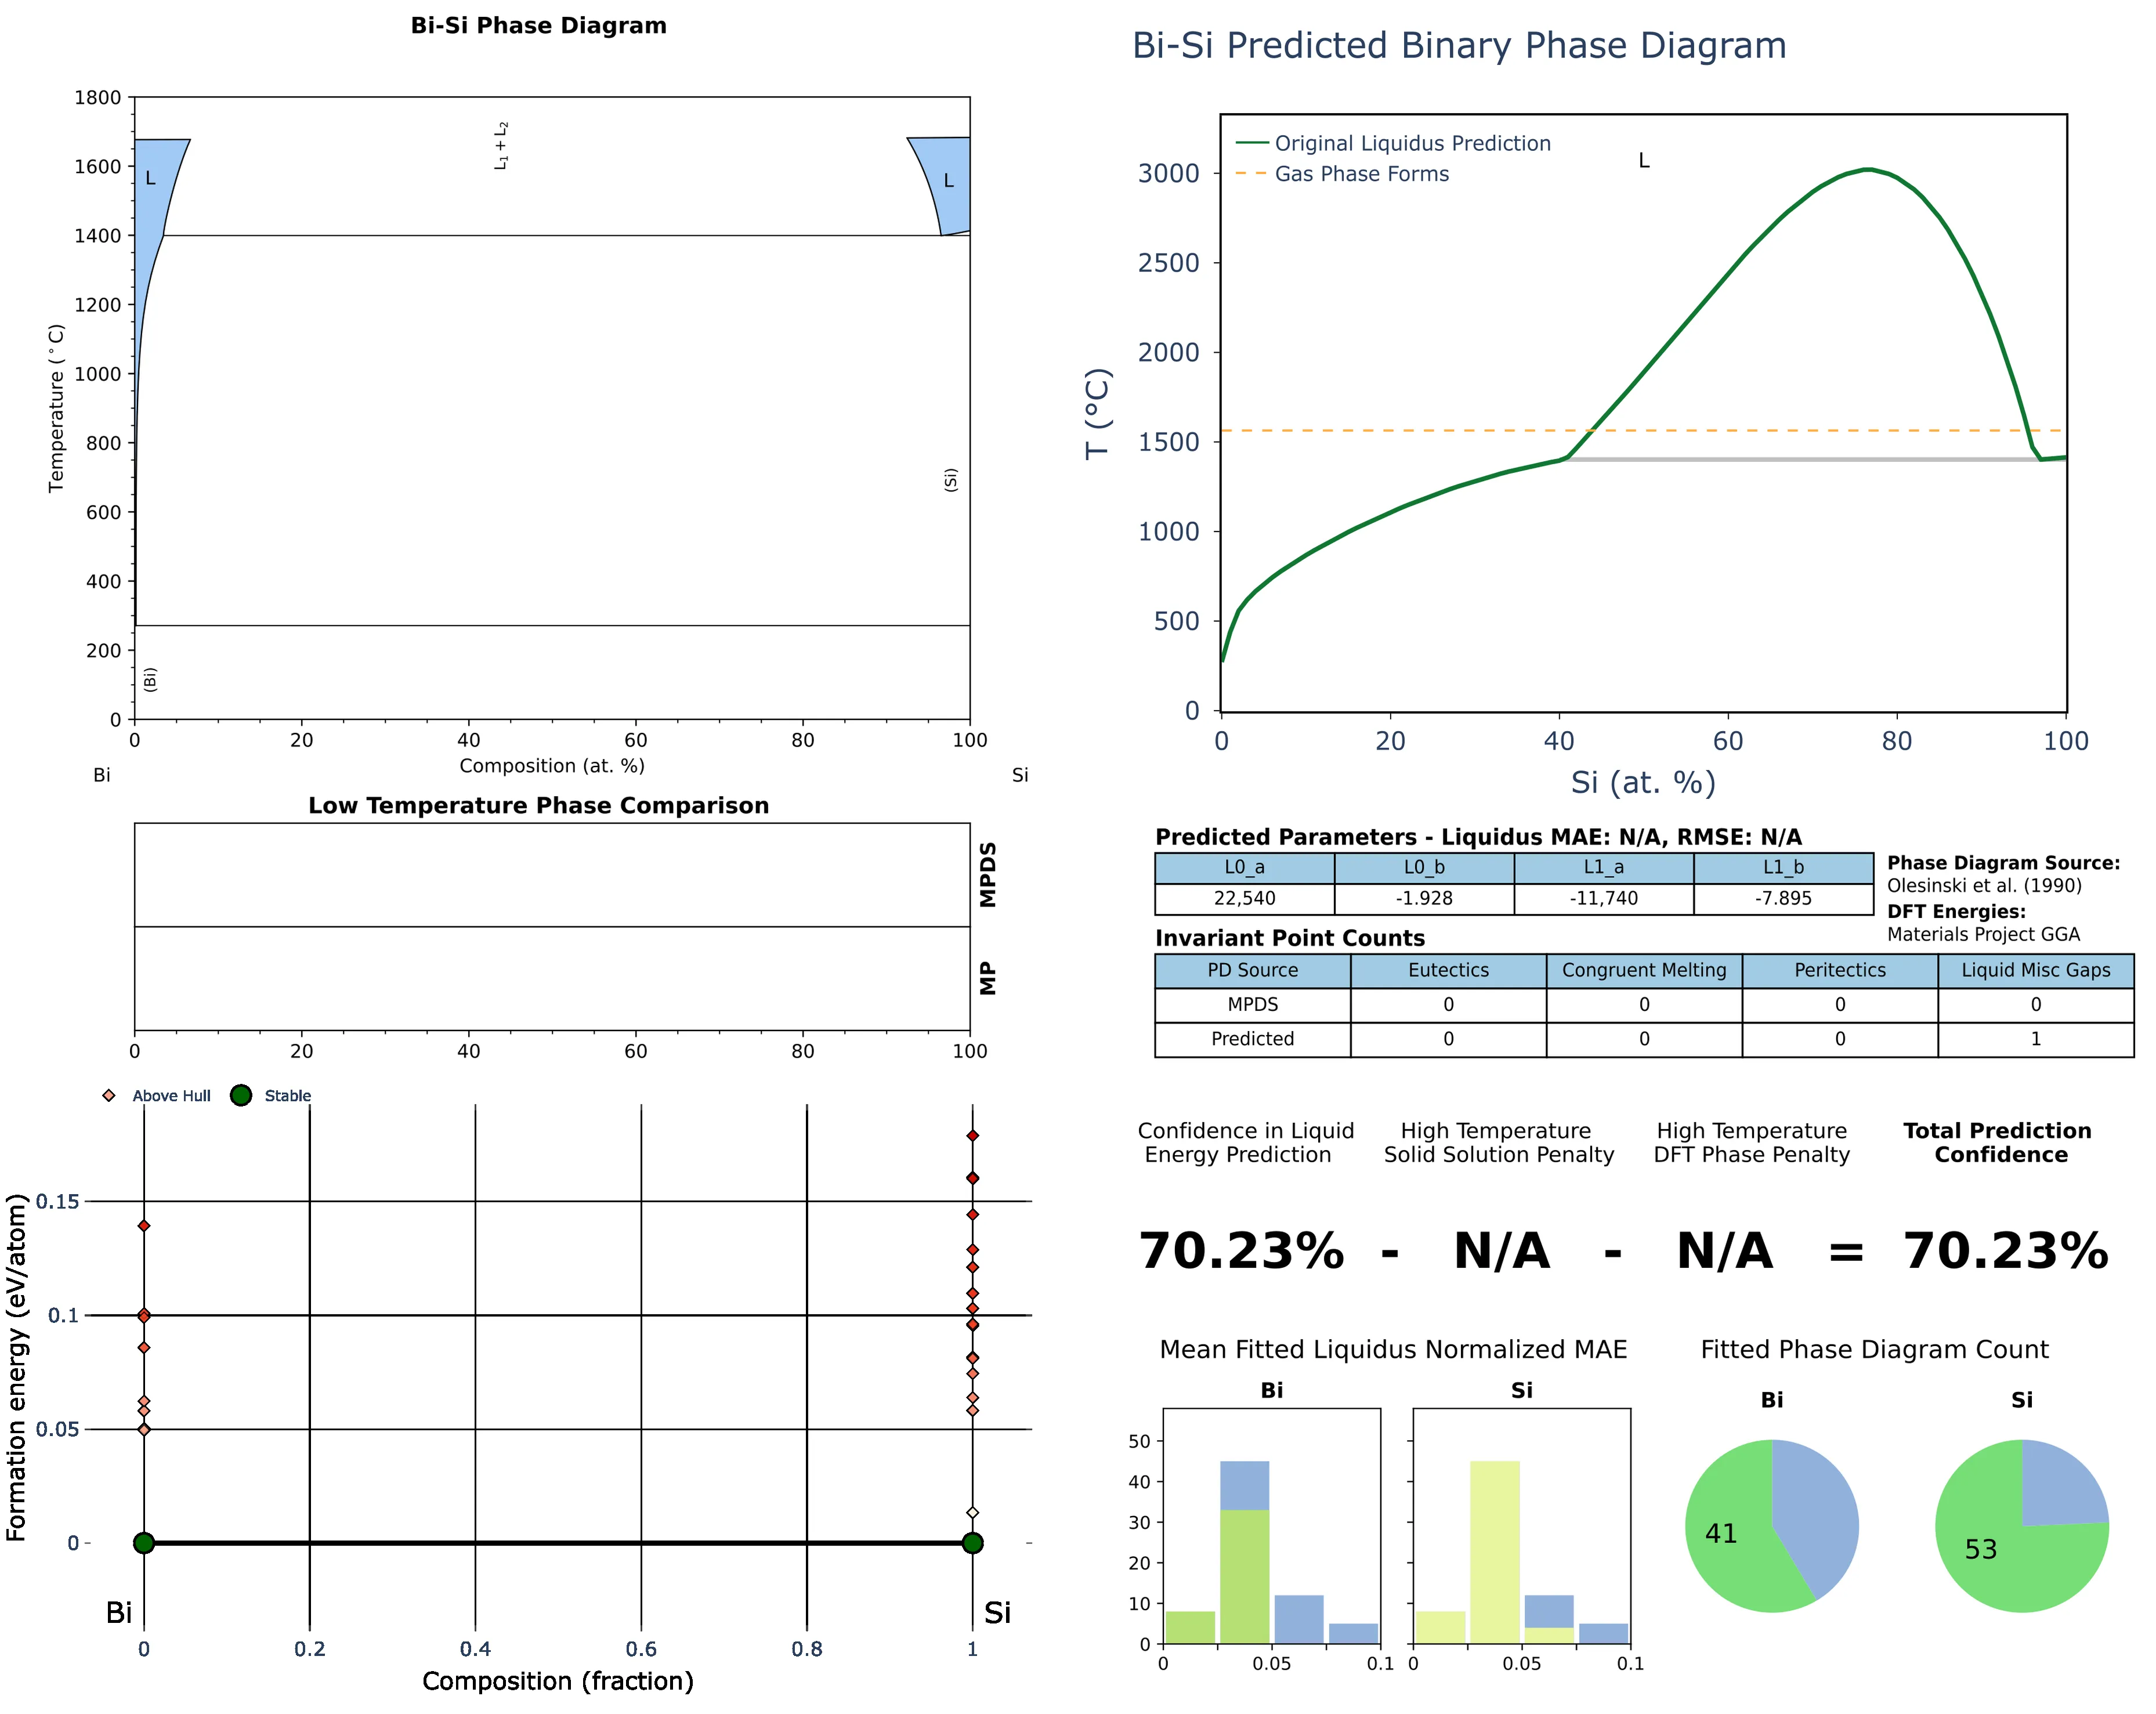 Bi-Si Phase Diagram
1800
1600
1400
1200
1000
800
600
400
200
0
Temperature (°C)
L
L₁ + L₂
L
(Si)
(Bi)
0 20 40 60 80 100
Composition (at. %)
Bi Si
Low Temperature Phase Comparison
MPDS
MP
0 20 40 60 80 100
Above Hull Stable
0.15
0.1
0.05
0
Formation energy (eV/atom)
Bi Si
0 0.2 0.4 0.6 0.8 1
Composition (fraction)
Bi-Si Predicted Binary Phase Diagram
Original Liquidus Prediction
Gas Phase Forms
L
3000
2500
2000
1500
1000
500
0
T (°C)
0 20 40 60 80 100
Si (at. %)
Predicted Parameters - Liquidus MAE: N/A, RMSE: N/A
L0_a L0_b L1_a L1_b
22,540 -1.928 -11,740 -7.895
Phase Diagram Source:
Olesinski et al. (1990)
DFT Energies:
Materials Project GGA
Invariant Point Counts
PD Source Eutectics Congruent Melting Peritectics Liquid Misc Gaps
MPDS 0 0 0 0
Predicted 0 0 0 1
Confidence in Liquid
Energy Prediction
High Temperature
Solid Solution Penalty
High Temperature
DFT Phase Penalty
Total Prediction
Confidence
70.23% - N/A - N/A = 70.23%
Mean Fitted Liquidus Normalized MAE
Bi Si
50
40
30
20
10
0
0 0.05 0.1 0 0.05 0.1
Fitted Phase Diagram Count
Bi Si
41 53